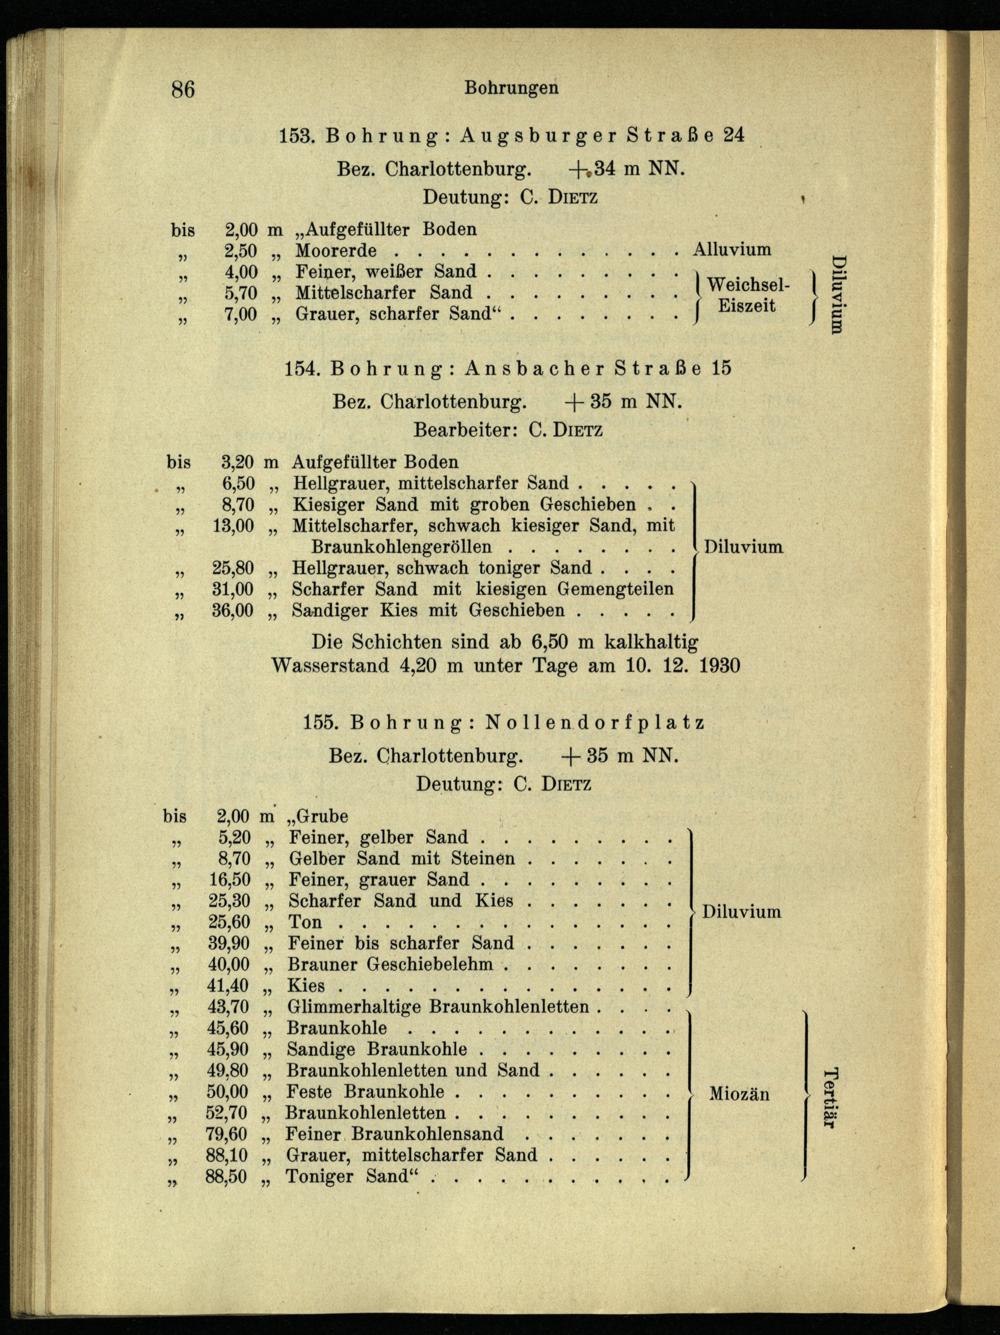 86 Bohrungen
153. Bohrung: Augsburger Straße 24
Bez. Charlottenburg. + 34 m NN.
Deutung: C. Dietz
bis 2,00 m „Aufgefüllter Boden
„ 2,50 „ Moorerde . . . . . . . . . . . . . Alluvium
„ 4,00 „ Feiner, weißer Sand . . . . . . . . .
„ 5,70 „ Mittelscharfer Sand . . . . . . . . .
„ 7,00 „ Grauer, scharfer Sand“ . . . . . . . .
Weichsel-
Eiszeit
Diluvium
154. Bohrung: Ansbacher Straße 15
Bez. Charlottenburg. + 35 m NN.
Bearbeiter: C. Dietz
bis 3,20 m Aufgefüllter Boden
„ 6,50 „ Hellgrauer, mittelscharfer Sand . . . . .
„ 8,70 „ Kiesiger Sand mit groben Geschieben . .
„ 13,00 „ Mittelscharfer, schwach kiesiger Sand, mit
Braunkohlengeröllen . . . . . . . . Diluvium
„ 25,80 „ Hellgrauer, schwach toniger Sand . . . .
„ 31,00 „ Scharfer Sand mit kiesigen Gemengteilen
„ 36,00 „ Sandiger Kies mit Geschieben . . . . .
Die Schichten sind ab 6,50 m kalkhaltig
Wasserstand 4,20 m unter Tage am 10. 12. 1930
155. Bohrung: Nollendorfplatz
Bez. Charlottenburg. + 35 m NN.
Deutung: C. Dietz
bis 2,00 m „Grube
„ 5,20 „ Feiner, gelber Sand . . . . . . . . .
„ 8,70 „ Gelber Sand mit Steinen . . . . . . .
„ 16,50 „ Feiner, grauer Sand . . . . . . . . .
„ 25,30 „ Scharfer Sand und Kies . . . . . . .
„ 25,60 „ Ton . . . . . . . . . . . . . . .
Diluvium
„ 39,90 „ Feiner bis scharfer Sand . . . . . . .
„ 40,00 „ Brauner Geschiebelehm . . . . . . . .
„ 41,40 „ Kies . . . . . . . . . . . . . . .
„ 43,70 „ Glimmerhaltige Braunkohlenletten . . . .
„ 45,60 „ Braunkohle . . . . . . . . . . . .
„ 45,90 „ Sandige Braunkohle . . . . . . . . .
„ 49,80 „ Braunkohlenletten und Sand . . . . . .
„ 50,00 „ Feste Braunkohle . . . . . . . . . . Miozän
„ 52,70 „ Braunkohlenletten . . . . . . . . . .
„ 79,60 „ Feiner Braunkohlensand . . . . . . .
„ 88,10 „ Grauer, mittelscharfer Sand . . . . . .
„ 88,50 „ Toniger Sand“ . . . . . . . . . . .
Tertiär